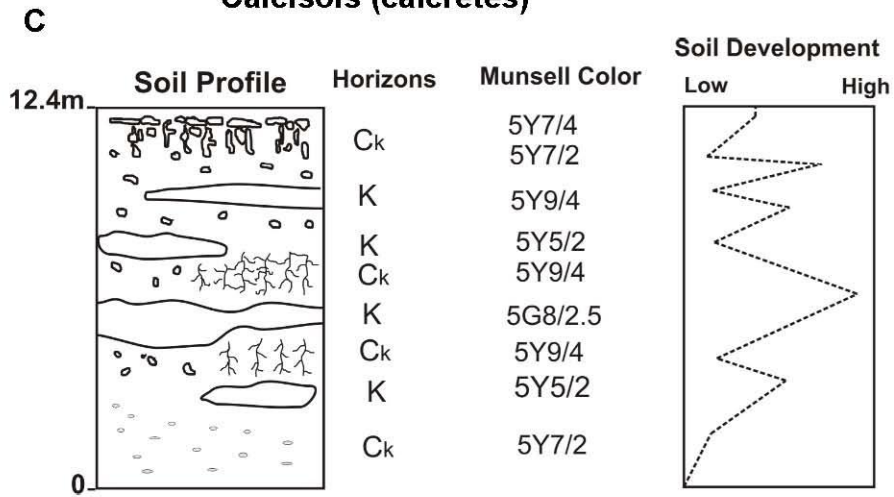 Calcisols (calcretes)
C
Soil Profile Horizons Munsell Color Soil Development
Low High
12.4m
Ck 5Y7/4
5Y7/2
K 5Y9/4
K 5Y5/2
Ck 5Y9/4
K 5G8/2.5
Ck 5Y9/4
K 5Y5/2
Ck 5Y7/2
0